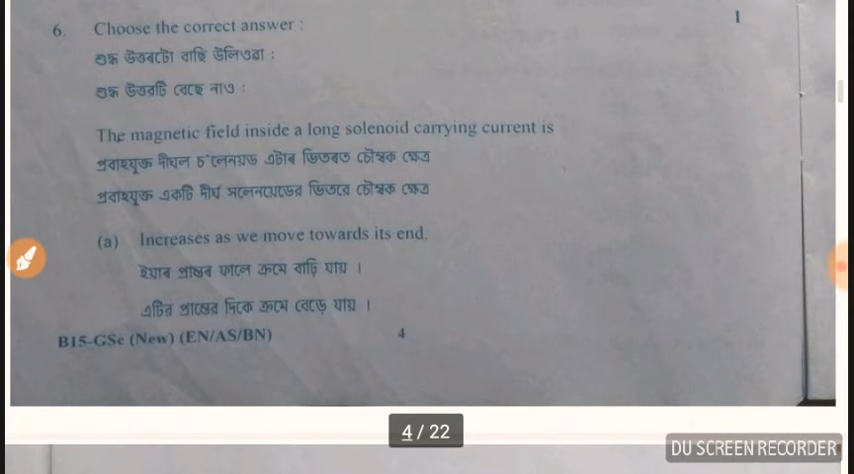 6. Choose the correct answer : 1
শুদ্ধ উত্তৰটো বাছি উলিওৱা :
শুদ্ধ উত্তরটি বেছে নাও :
The magnetic field inside a long solenoid carrying current is
প্ৰবাহযুক্ত দীঘল চ'লেনয়ড এটাৰ ভিতৰত চৌম্বক ক্ষেত্ৰ
প্রবাহযুক্ত একটি দীর্ঘ সলেনয়েডের ভিতরে চৌম্বক ক্ষেত্র
(a) Increases as we move towards its end.
ইয়াৰ প্ৰান্তৰ ফালে ক্ৰমে বাঢ়ি যায় ।
এটির প্রান্তের দিকে ক্রমে বেড়ে যায় ।
B15-GSc (New) (EN/AS/BN) 4
4 / 22
DU SCREEN RECORDER